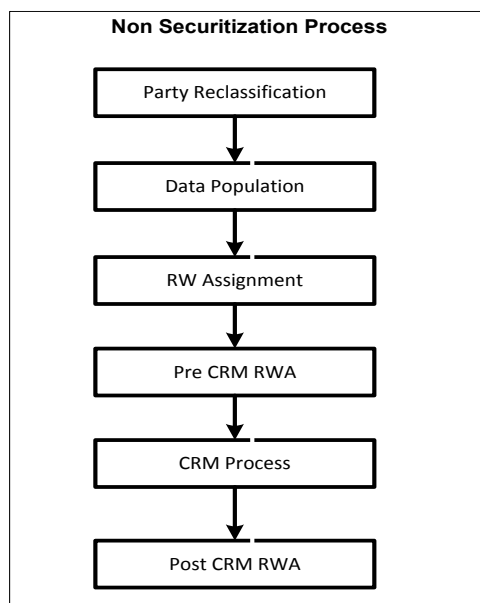 Non Securitization Process
Party Reclassification
Data Population
RW Assignment
Pre CRM RWA
CRM Process
Post CRM RWA